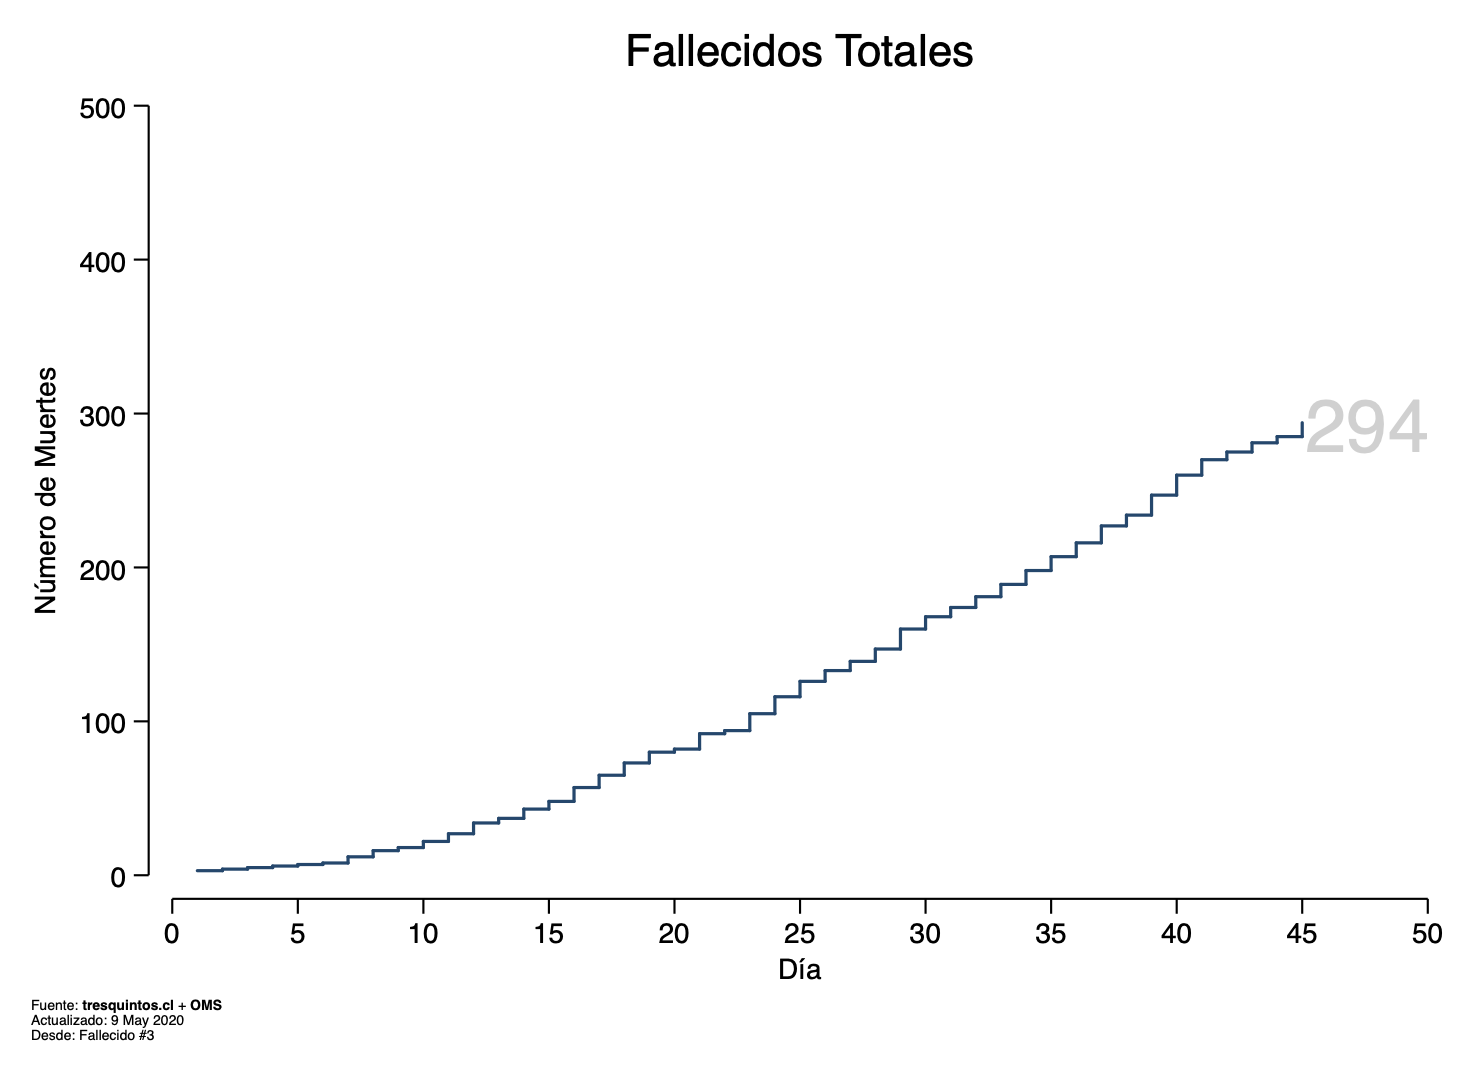 Fallecidos Totales
500
400
300
200
100
0
Número de Muertes
294
0 5 10 15 20 25 30 35 40 45 50
Día
Fuente: tresquintos.cl + OMS
Actualizado: 9 May 2020
Desde: Fallecido #3